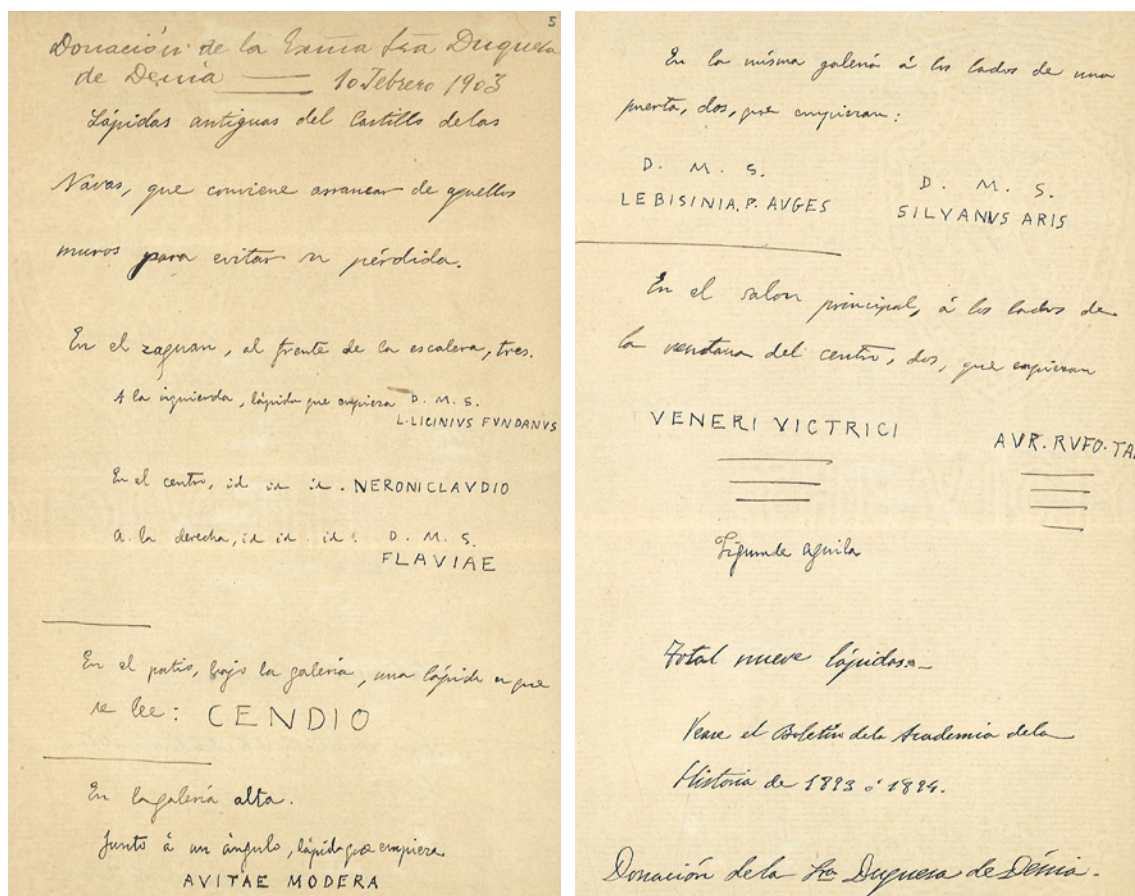 5
Donación de la Exma Sra Duquesa
de Denia — 10 Febrero 1903
Lápidas antiguas del Castillo de las
Navas, que conviene arrancar de aquellos
muros para evitar su pérdida.
En el zaguan, al frente de la escalera, tres.
A la izquierda, lápida que empieza D. M. S.
L. LICINIVS FVNDANVS
En el centro, id id id. NERONICLAVDIO
A la derecha, id id. id. D. M. S.
FLAVIAE
En el patio, bajo la galería, una lápida en que
se lee: CENDIO
En la galería alta.
Junto á un ángulo, lápida que empieza
AVITAE MODERA
En la misma galería á los lados de una
puerta, dos, que empiezan:
D. M. S.
LEBISINIA. P. AVGES
D. M. S.
SILVANVS ARIS
En el salon principal, á los lados de
la ventana del centro, dos, que empiezan
VENERI VICTRICI
AVR. RVFO. TA
Figura de aguila
Total nueve lápidas.—
Vease el Boletín de la Academia de la
Historia de 1893 ó 1894.
Donación de la Sra Duquesa de Dénia.